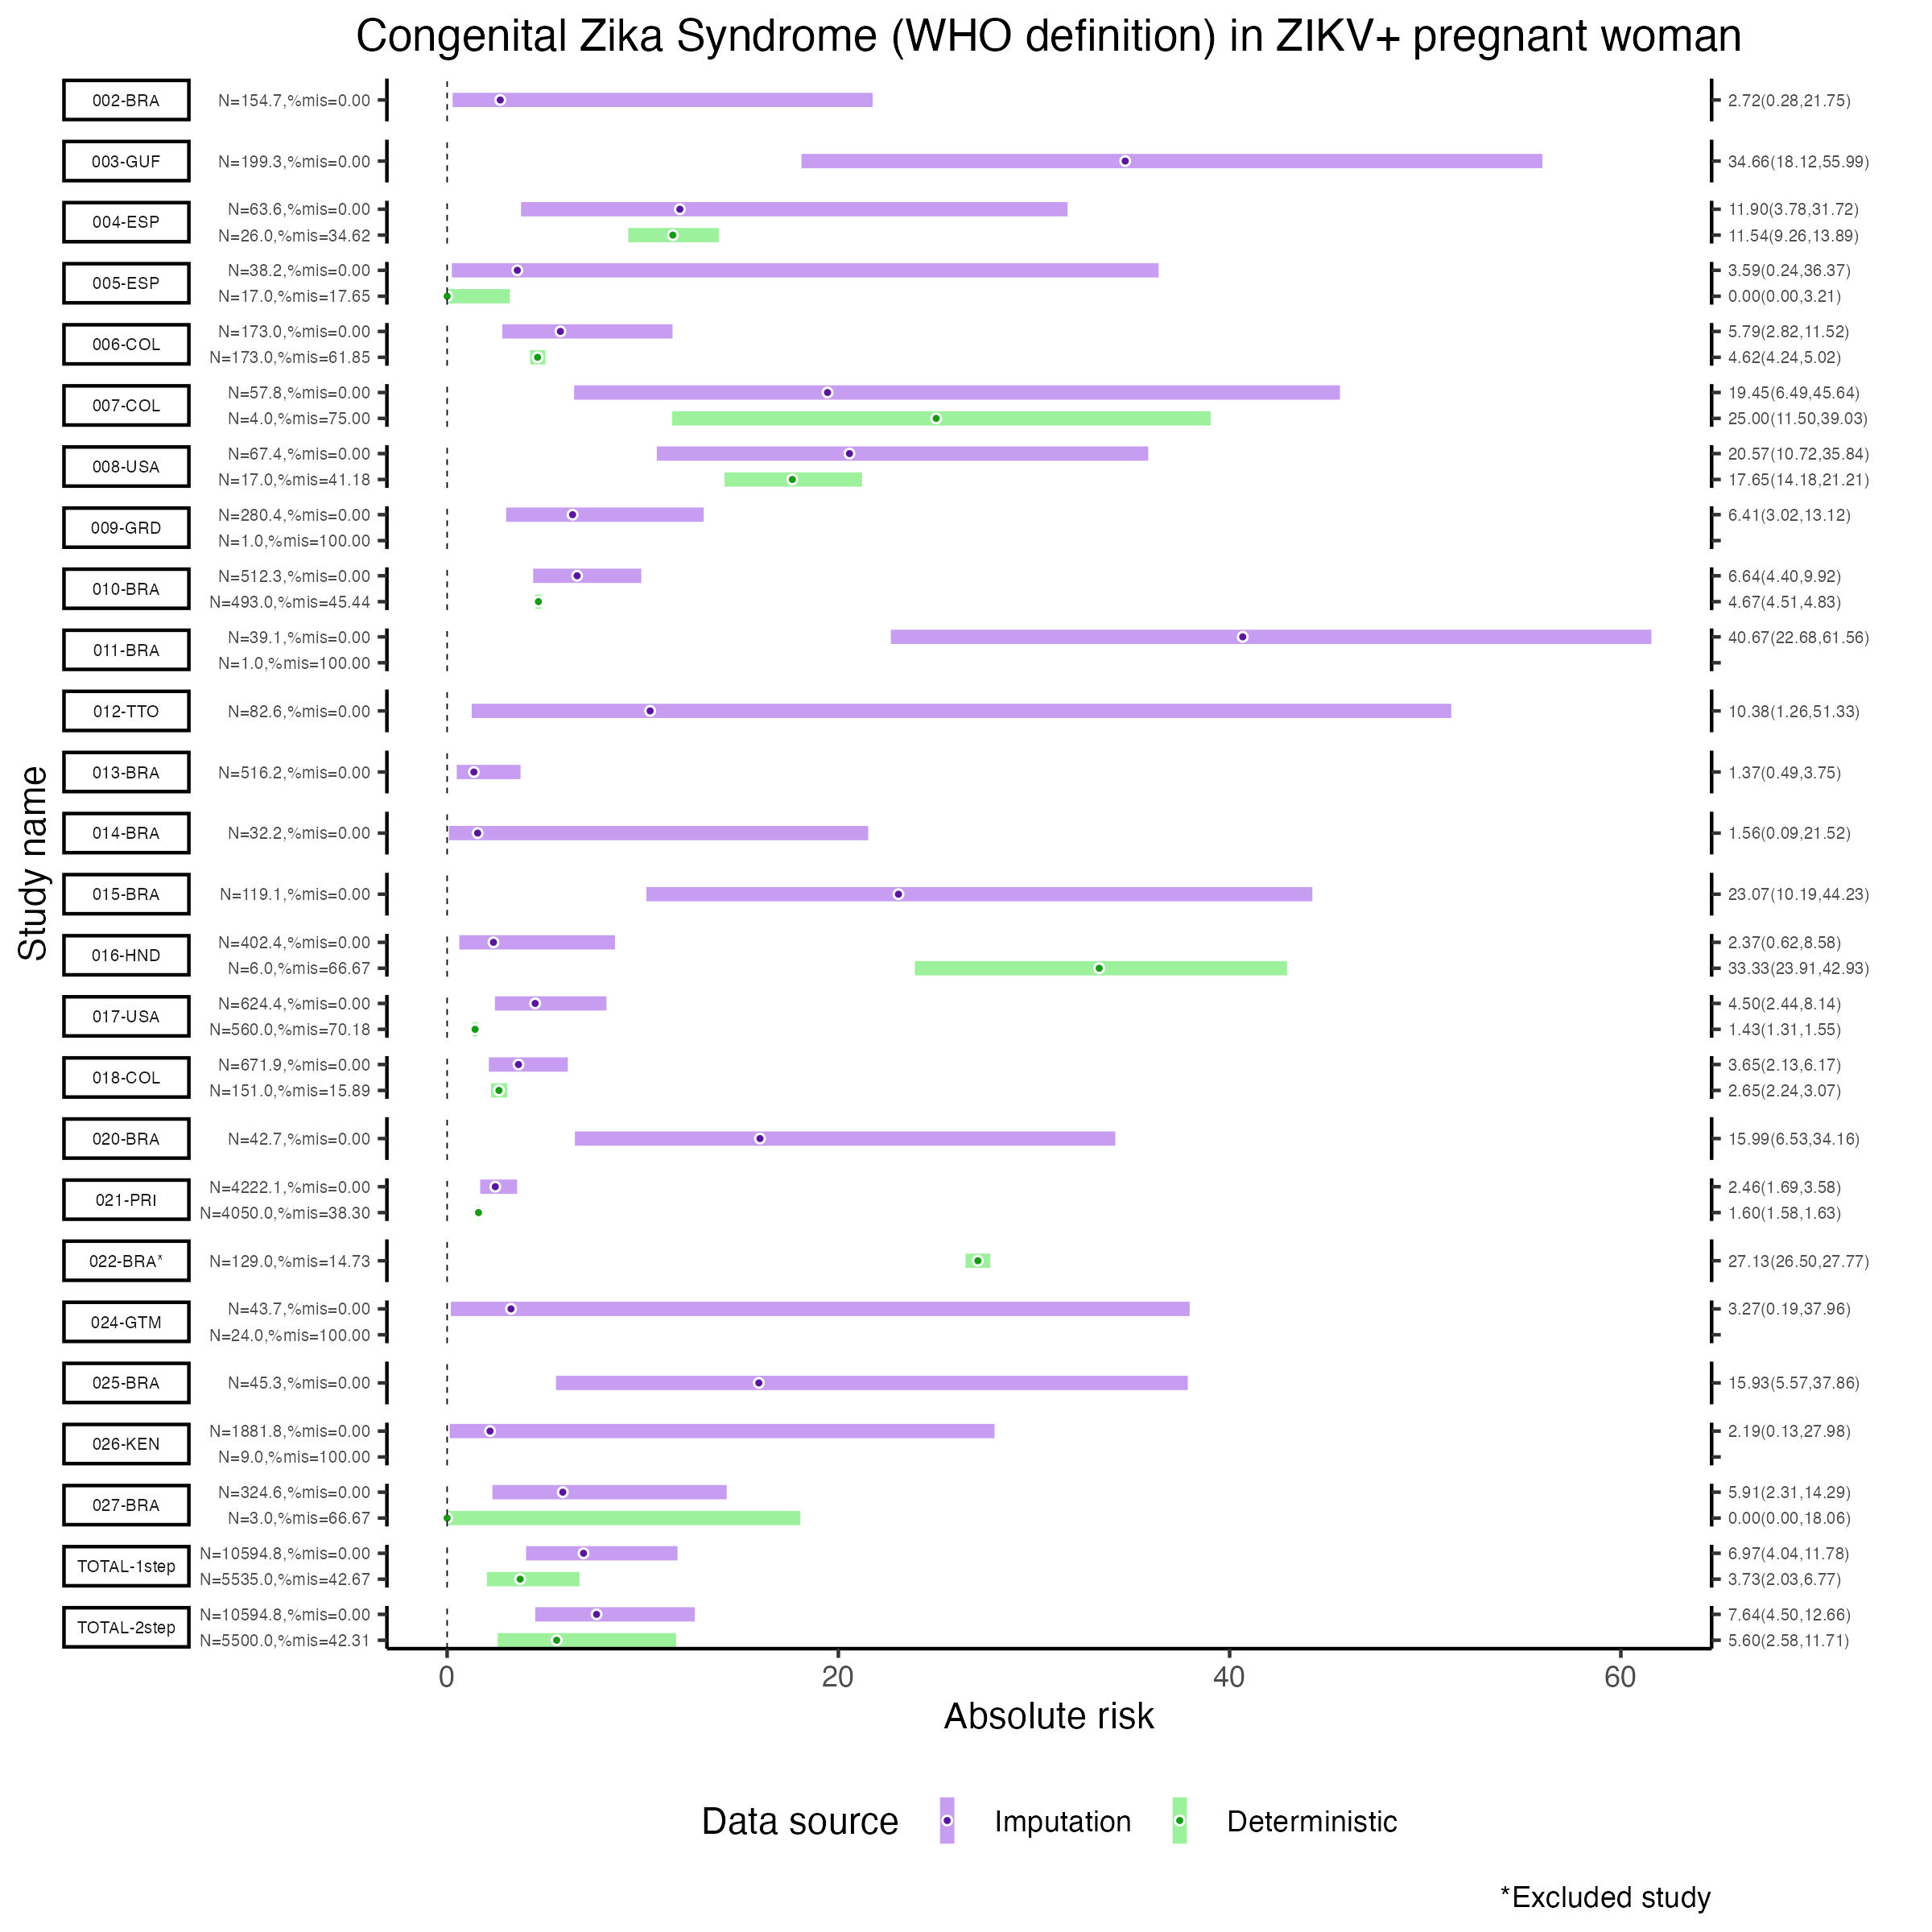 Congenital Zika Syndrome (WHO definition) in ZIKV+ pregnant woman
Study name
002-BRA N=154.7,%mis=0.00 2.72(0.28,21.75)
003-GUF N=199.3,%mis=0.00 34.66(18.12,55.99)
004-ESP
N=63.6,%mis=0.00 11.90(3.78,31.72)
N=26.0,%mis=34.62 11.54(9.26,13.89)
005-ESP
N=38.2,%mis=0.00 3.59(0.24,36.37)
N=17.0,%mis=17.65 0.00(0.00,3.21)
006-COL
N=173.0,%mis=0.00 5.79(2.82,11.52)
N=173.0,%mis=61.85 4.62(4.24,5.02)
007-COL
N=57.8,%mis=0.00 19.45(6.49,45.64)
N=4.0,%mis=75.00 25.00(11.50,39.03)
008-USA
N=67.4,%mis=0.00 20.57(10.72,35.84)
N=17.0,%mis=41.18 17.65(14.18,21.21)
009-GRD
N=280.4,%mis=0.00 6.41(3.02,13.12)
N=1.0,%mis=100.00
010-BRA
N=512.3,%mis=0.00 6.64(4.40,9.92)
N=493.0,%mis=45.44 4.67(4.51,4.83)
011-BRA
N=39.1,%mis=0.00 40.67(22.68,61.56)
N=1.0,%mis=100.00
012-TTO N=82.6,%mis=0.00 10.38(1.26,51.33)
013-BRA N=516.2,%mis=0.00 1.37(0.49,3.75)
014-BRA N=32.2,%mis=0.00 1.56(0.09,21.52)
015-BRA N=119.1,%mis=0.00 23.07(10.19,44.23)
016-HND
N=402.4,%mis=0.00 2.37(0.62,8.58)
N=6.0,%mis=66.67 33.33(23.91,42.93)
017-USA
N=624.4,%mis=0.00 4.50(2.44,8.14)
N=560.0,%mis=70.18 1.43(1.31,1.55)
018-COL
N=671.9,%mis=0.00 3.65(2.13,6.17)
N=151.0,%mis=15.89 2.65(2.24,3.07)
020-BRA N=42.7,%mis=0.00 15.99(6.53,34.16)
021-PRI
N=4222.1,%mis=0.00 2.46(1.69,3.58)
N=4050.0,%mis=38.30 1.60(1.58,1.63)
022-BRA* N=129.0,%mis=14.73 27.13(26.50,27.77)
024-GTM
N=43.7,%mis=0.00 3.27(0.19,37.96)
N=24.0,%mis=100.00
025-BRA N=45.3,%mis=0.00 15.93(5.57,37.86)
026-KEN
N=1881.8,%mis=0.00 2.19(0.13,27.98)
N=9.0,%mis=100.00
027-BRA
N=324.6,%mis=0.00 5.91(2.31,14.29)
N=3.0,%mis=66.67 0.00(0.00,18.06)
TOTAL-1step
N=10594.8,%mis=0.00 6.97(4.04,11.78)
N=5535.0,%mis=42.67 3.73(2.03,6.77)
TOTAL-2step
N=10594.8,%mis=0.00 7.64(4.50,12.66)
N=5500.0,%mis=42.31 5.60(2.58,11.71)
0 20 40 60
Absolute risk
Data source Imputation Deterministic
*Excluded study